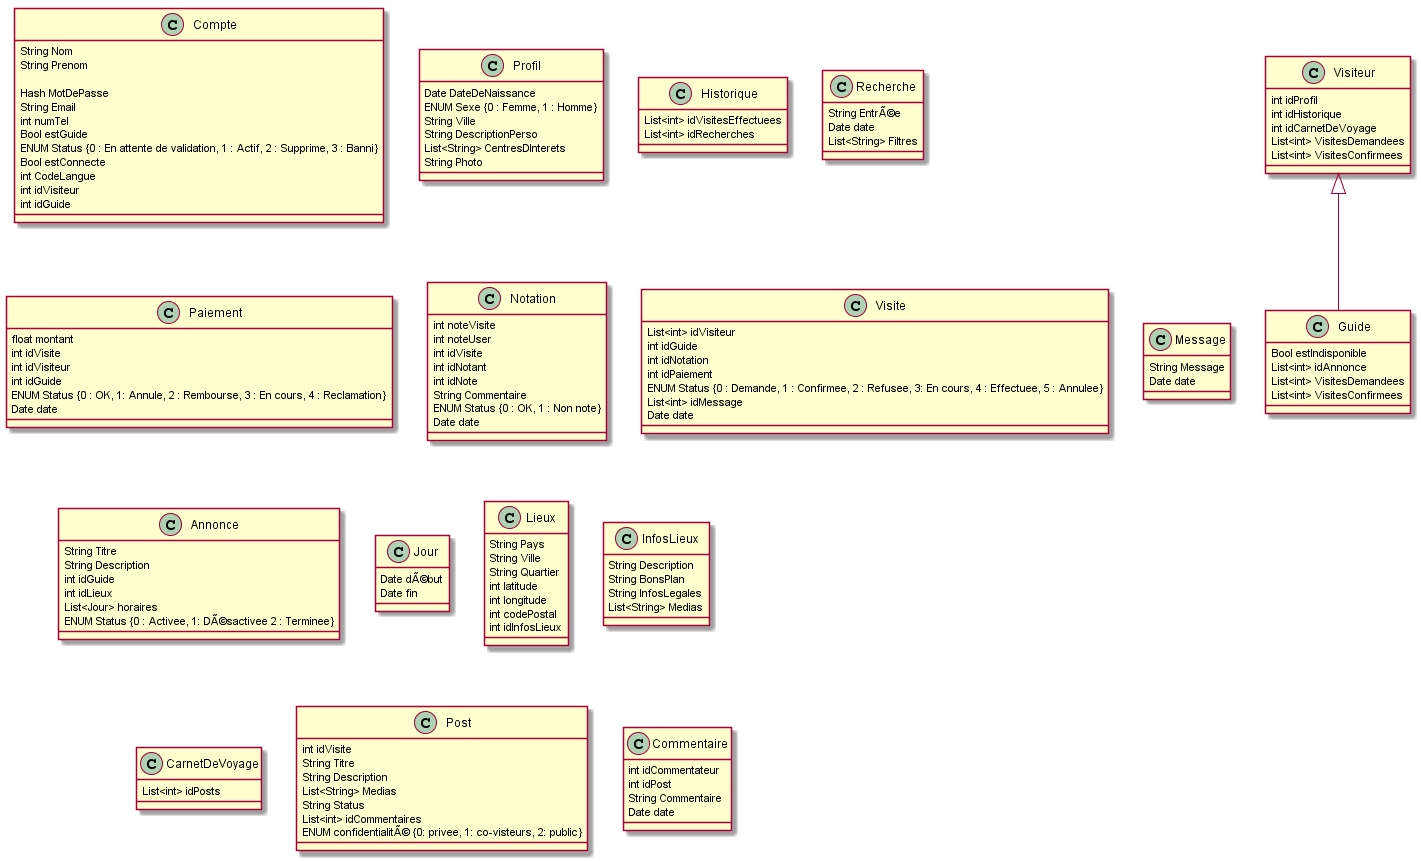 C Compte
String Nom
String Prenom
Hash MotDePasse
String Email
int numTel
Bool estGuide
ENUM Status {0 : En attente de validation, 1 : Actif, 2 : Supprime, 3 : Banni}
Bool estConnecte
int CodeLangue
int idVisiteur
int idGuide
C Profil
Date DateDeNaissance
ENUM Sexe {0 : Femme, 1 : Homme}
String Ville
String DescriptionPerso
List<String> CentresDInterets
String Photo
C Historique
List<int> idVisitesEffectuees
List<int> idRecherches
C Recherche
String EntrÃ©e
Date date
List<String> Filtres
C Visiteur
int idProfil
int idHistorique
int idCarnetDeVoyage
List<int> VisitesDemandees
List<int> VisitesConfirmees
C Paiement
float montant
int idVisite
int idVisiteur
int idGuide
ENUM Status {0 : OK, 1: Annule, 2 : Rembourse, 3 : En cours, 4 : Reclamation}
Date date
C Notation
int noteVisite
int noteUser
int idVisite
int idNotant
int idNote
String Commentaire
ENUM Status {0 : OK, 1 : Non note}
Date date
C Visite
List<int> idVisiteur
int idGuide
int idNotation
int idPaiement
ENUM Status {0 : Demande, 1 : Confirmee, 2 : Refusee, 3: En cours, 4 : Effectuee, 5 : Annulee}
List<int> idMessage
Date date
C Message
String Message
Date date
C Guide
Bool estIndisponible
List<int> idAnnonce
List<int> VisitesDemandees
List<int> VisitesConfirmees
C Annonce
String Titre
String Description
int idGuide
int idLieux
List<Jour> horaires
ENUM Status {0 : Activee, 1: DÃ©sactivee 2 : Terminee}
C Jour
Date dÃ©but
Date fin
C Lieux
String Pays
String Ville
String Quartier
int latitude
int longitude
int codePostal
int idInfosLieux
C InfosLieux
String Description
String BonsPlan
String InfosLegales
List<String> Medias
C CarnetDeVoyage
List<int> idPosts
C Post
int idVisite
String Titre
String Description
List<String> Medias
String Status
List<int> idCommentaires
ENUM confidentialitÃ© {0: privee, 1: co-visteurs, 2: public}
C Commentaire
int idCommentateur
int idPost
String Commentaire
Date date